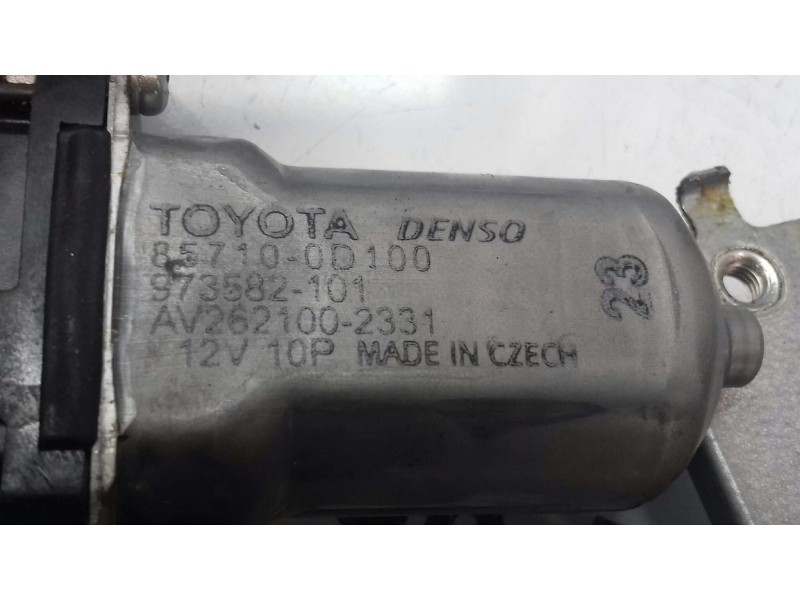 TOYOTA DENSO
85710-0D100
973582-101
AV262100-2331
12V 10P MADE IN CZECH
23